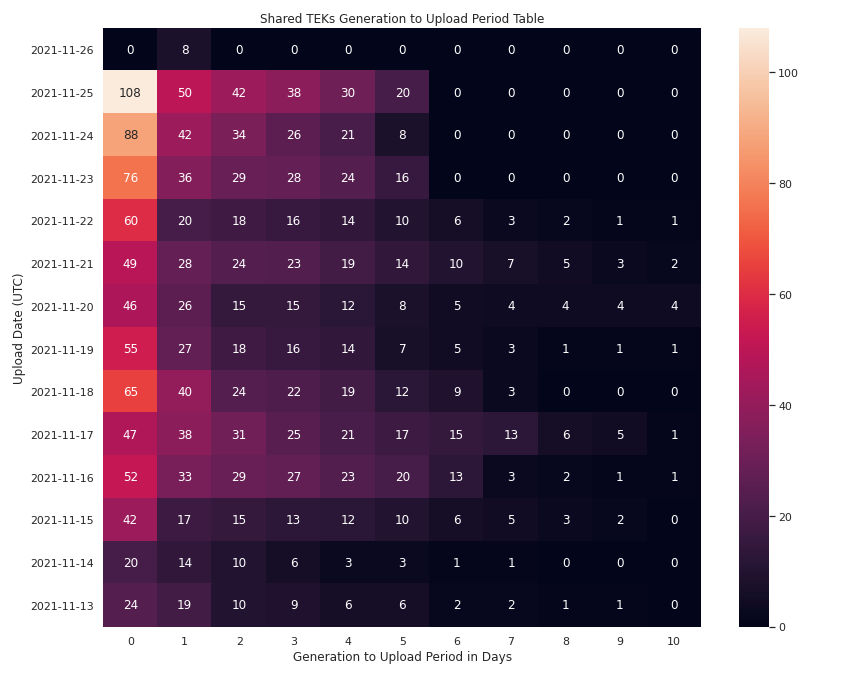 Shared TEKs Generation to Upload Period Table
Upload Date (UTC)
2021-11-26 0 8 0 0 0 0 0 0 0 0 0
2021-11-25 108 50 42 38 30 20 0 0 0 0 0
2021-11-24 88 42 34 26 21 8 0 0 0 0 0
2021-11-23 76 36 29 28 24 16 0 0 0 0 0
2021-11-22 60 20 18 16 14 10 6 3 2 1 1
2021-11-21 49 28 24 23 19 14 10 7 5 3 2
2021-11-20 46 26 15 15 12 8 5 4 4 4 4
2021-11-19 55 27 18 16 14 7 5 3 1 1 1
2021-11-18 65 40 24 22 19 12 9 3 0 0 0
2021-11-17 47 38 31 25 21 17 15 13 6 5 1
2021-11-16 52 33 29 27 23 20 13 3 2 1 1
2021-11-15 42 17 15 13 12 10 6 5 3 2 0
2021-11-14 20 14 10 6 3 3 1 1 0 0 0
2021-11-13 24 19 10 9 6 6 2 2 1 1 0
0 1 2 3 4 5 6 7 8 9 10
Generation to Upload Period in Days
100
80
60
40
20
0